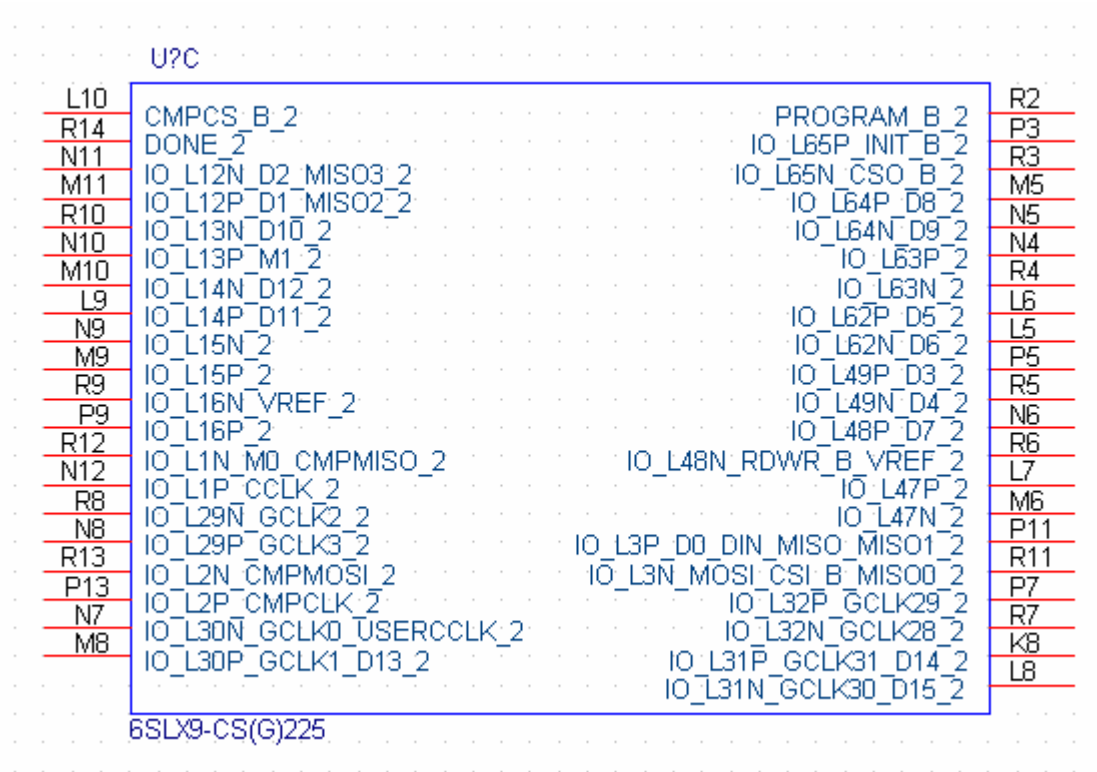 U?C
L10 CMPCS_B_2 PROGRAM_B_2 R2
R14 DONE_2 IO_L65P_INIT_B_2 P3
N11 IO_L12N_D2_MISO3_2 IO_L65N_CSO_B_2 R3
M11 IO_L12P_D1_MISO2_2 IO_L64P_D8_2 M5
R10 IO_L13N_D10_2 IO_L64N_D9_2 N5
N10 IO_L13P_M1_2 IO_L63P_2 N4
M10 IO_L14N_D12_2 IO_L63N_2 R4
L9 IO_L14P_D11_2 IO_L62P_D5_2 L6
N9 IO_L15N_2 IO_L62N_D6_2 L5
M9 IO_L15P_2 IO_L49P_D3_2 P5
R9 IO_L16N_VREF_2 IO_L49N_D4_2 R5
P9 IO_L16P_2 IO_L48P_D7_2 N6
R12 IO_L1N_M0_CMPMISO_2 IO_L48N_RDWR_B_VREF_2 R6
N12 IO_L1P_CCLK_2 IO_L47P_2 L7
R8 IO_L29N_GCLK2_2 IO_L47N_2 M6
N8 IO_L29P_GCLK3_2 IO_L3P_D0_DIN_MISO_MISO1_2 P11
R13 IO_L2N_CMPMOSI_2 IO_L3N_MOSI_CSI_B_MISO0_2 R11
P13 IO_L2P_CMPCLK_2 IO_L32P_GCLK29_2 P7
N7 IO_L30N_GCLK0_USERCCLK_2 IO_L32N_GCLK28_2 R7
M8 IO_L30P_GCLK1_D13_2 IO_L31P_GCLK31_D14_2 K8
IO_L31N_GCLK30_D15_2 L8
6SLX9-CS(G)225